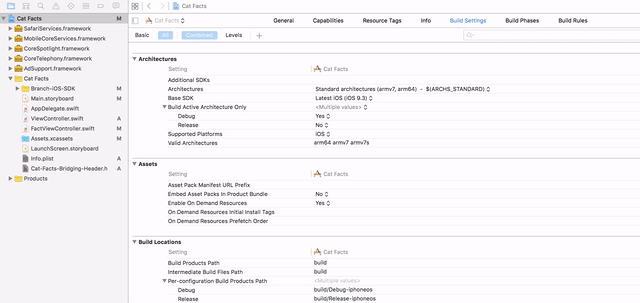 Cat Facts M
SafariServices.framework
MobileCoreServices.framework
CoreSpotlight.framework
CoreTelephony.framework
AdSupport.framework
Cat Facts
Branch-iOS-SDK
Main.storyboard M
AppDelegate.swift
ViewController.swift A
FactViewController.swift M
Assets.xcassets M
LaunchScreen.storyboard
Info.plist M
Cat-Facts-Bridging-Header.h A
Products
Cat Facts
Cat Facts General Capabilities Resource Tags Info Build Settings Build Phases Build Rules
Basic All Combined Levels +
Architectures
Setting Cat Facts
Additional SDKs
Architectures Standard architectures (armv7, arm64) - $(ARCHS_STANDARD)
Base SDK Latest iOS (iOS 9.3)
Build Active Architecture Only <Multiple values>
Debug Yes
Release No
Supported Platforms iOS
Valid Architectures arm64 armv7 armv7s
Assets
Setting Cat Facts
Asset Pack Manifest URL Prefix
Embed Asset Packs In Product Bundle No
Enable On Demand Resources Yes
On Demand Resources Initial Install Tags
On Demand Resources Prefetch Order
Build Locations
Setting Cat Facts
Build Products Path build
Intermediate Build Files Path build
Per-configuration Build Products Path <Multiple values>
Debug build/Debug-iphoneos
Release build/Release-iphoneos